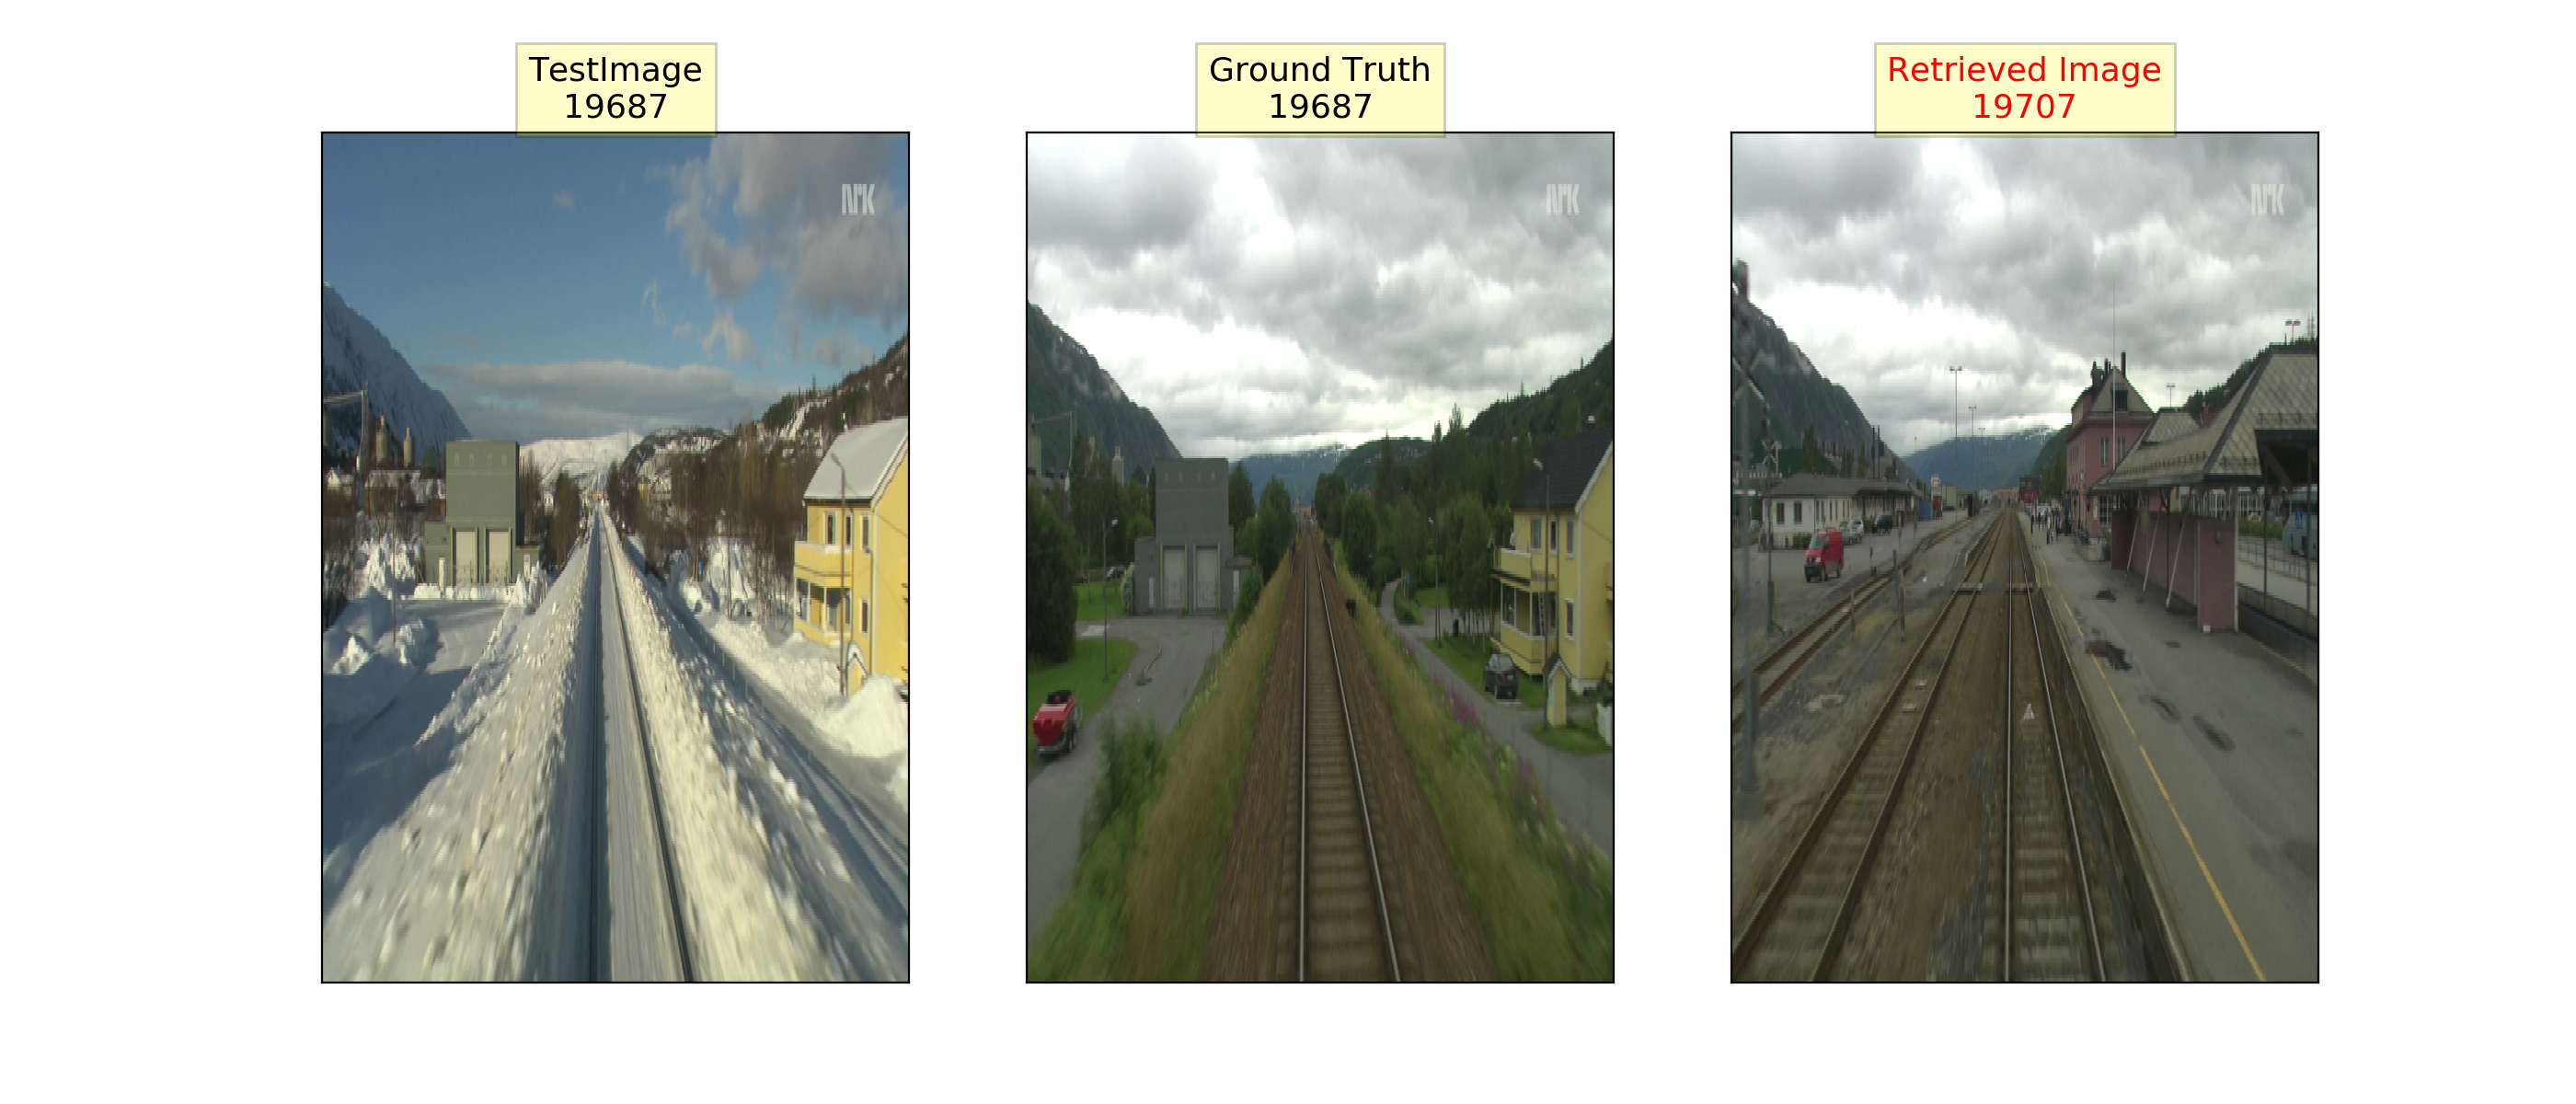 TestImage
19687
Ground Truth
19687
Retrieved Image
19707
NRK
NRK
NRK